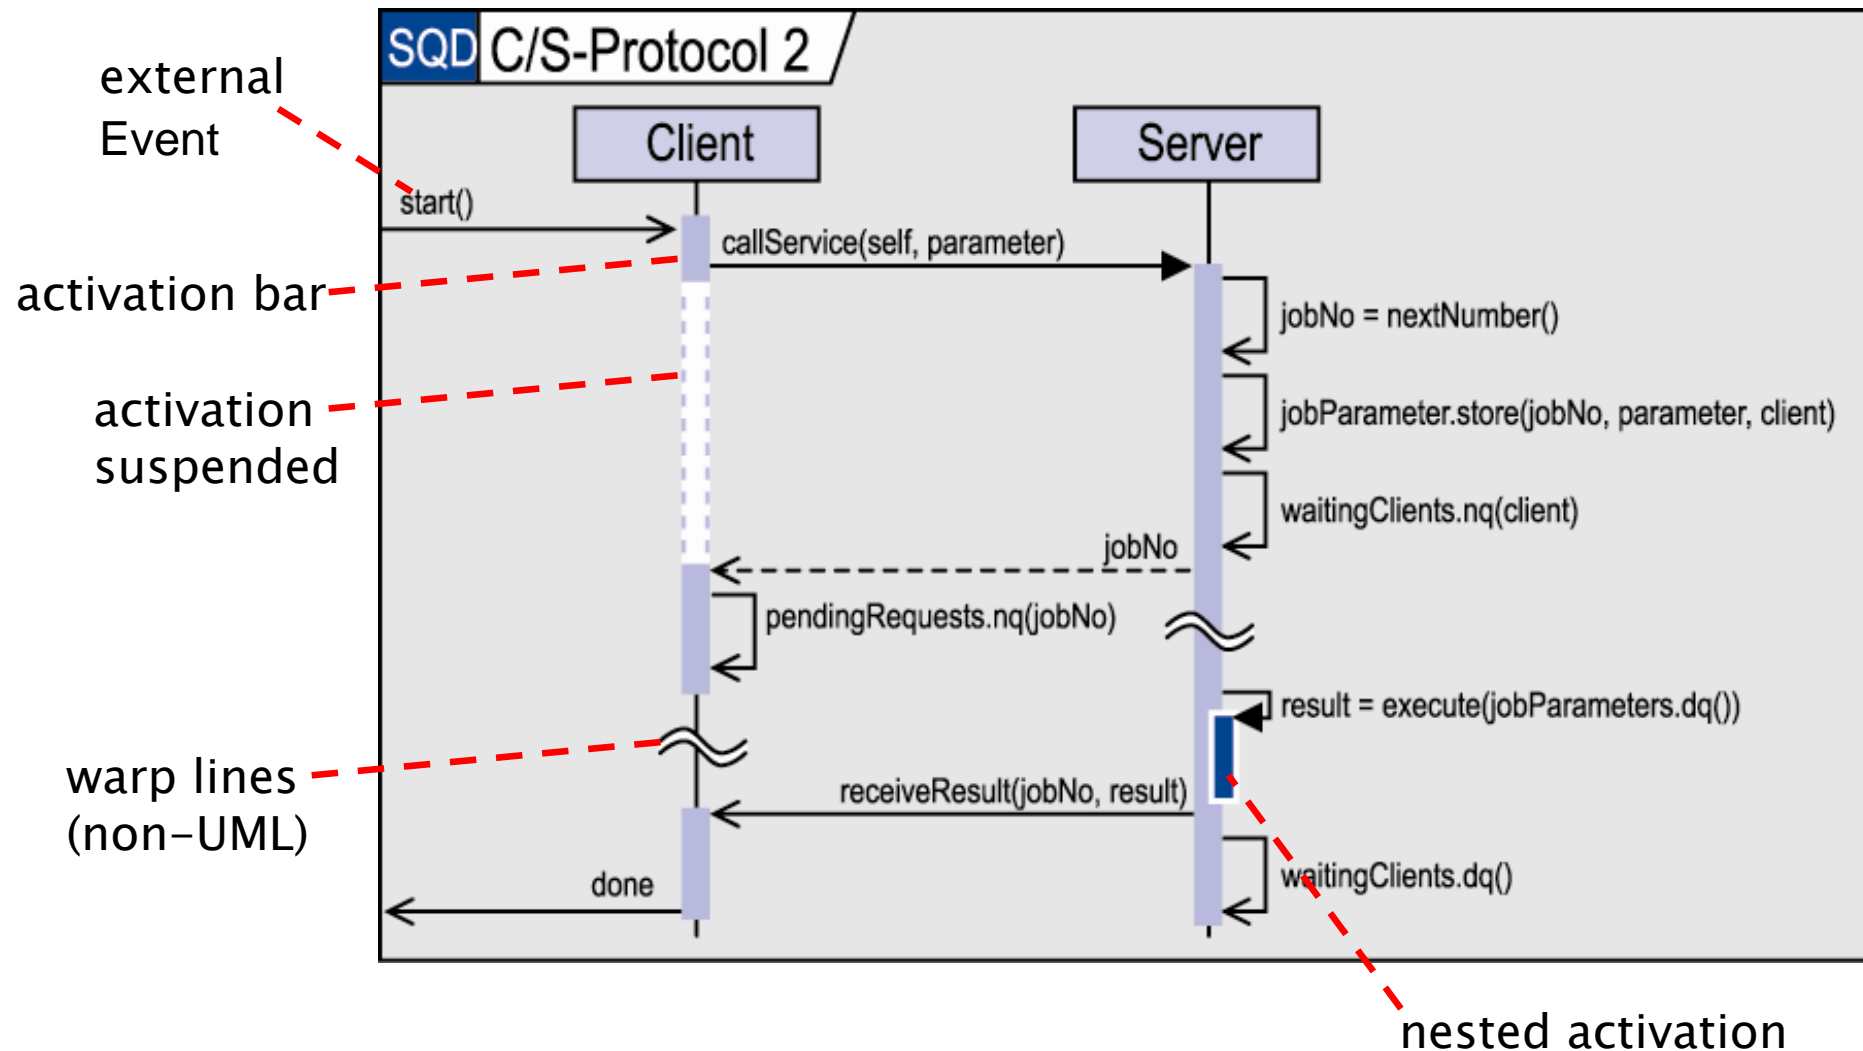 SQD C/S-Protocol 2
external
Event
Client
Server
start()
callService(self, parameter)
activation bar
jobNo = nextNumber()
activation
suspended
jobParameter.store(jobNo, parameter, client)
waitingClients.nq(client)
jobNo
pendingRequests.nq(jobNo)
result = execute(jobParameters.dq())
warp lines
(non-UML)
receiveResult(jobNo, result)
waitingClients.dq()
done
nested activation